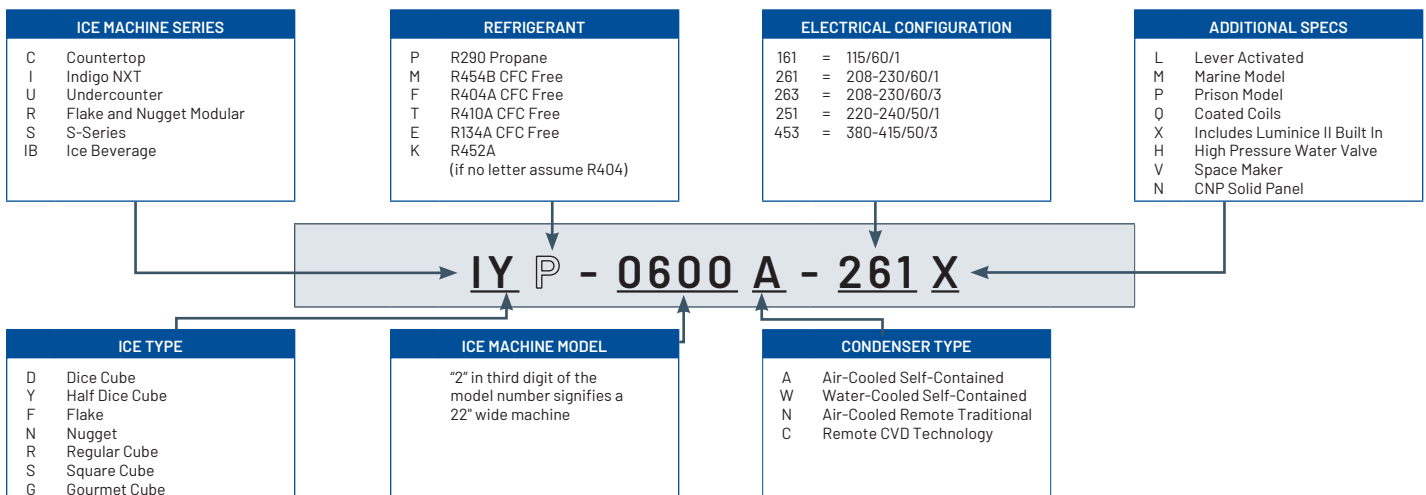 ICE MACHINE SERIES
C Countertop
I Indigo NXT
U Undercounter
R Flake and Nugget Modular
S S-Series
IB Ice Beverage
REFRIGERANT
P R290 Propane
M R454B CFC Free
F R404A CFC Free
T R410A CFC Free
E R134A CFC Free
K R452A
(if no letter assume R404)
ELECTRICAL CONFIGURATION
161 = 115/60/1
261 = 208-230/60/1
263 = 208-230/60/3
251 = 220-240/50/1
453 = 380-415/50/3
ADDITIONAL SPECS
L Lever Activated
M Marine Model
P Prison Model
Q Coated Coils
X Includes Luminice II Built In
H High Pressure Water Valve
V Space Maker
N CNP Solid Panel
IY P - 0600 A - 261 X
ICE TYPE
D Dice Cube
Y Half Dice Cube
F Flake
N Nugget
R Regular Cube
S Square Cube
G Gourmet Cube
ICE MACHINE MODEL
"2" in third digit of the
model number signifies a
22" wide machine
CONDENSER TYPE
A Air-Cooled Self-Contained
W Water-Cooled Self-Contained
N Air-Cooled Remote Traditional
C Remote CVD Technology